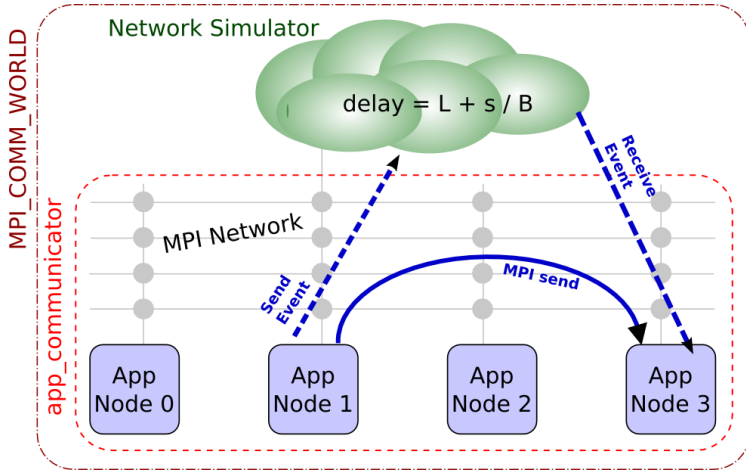 Network Simulator
MPI_COMM_WORLD
delay = L + s / B
Receive
Event
app_communicator
MPI Network
Send
Event
MPI send
App
Node 0
App
Node 1
App
Node 2
App
Node 3